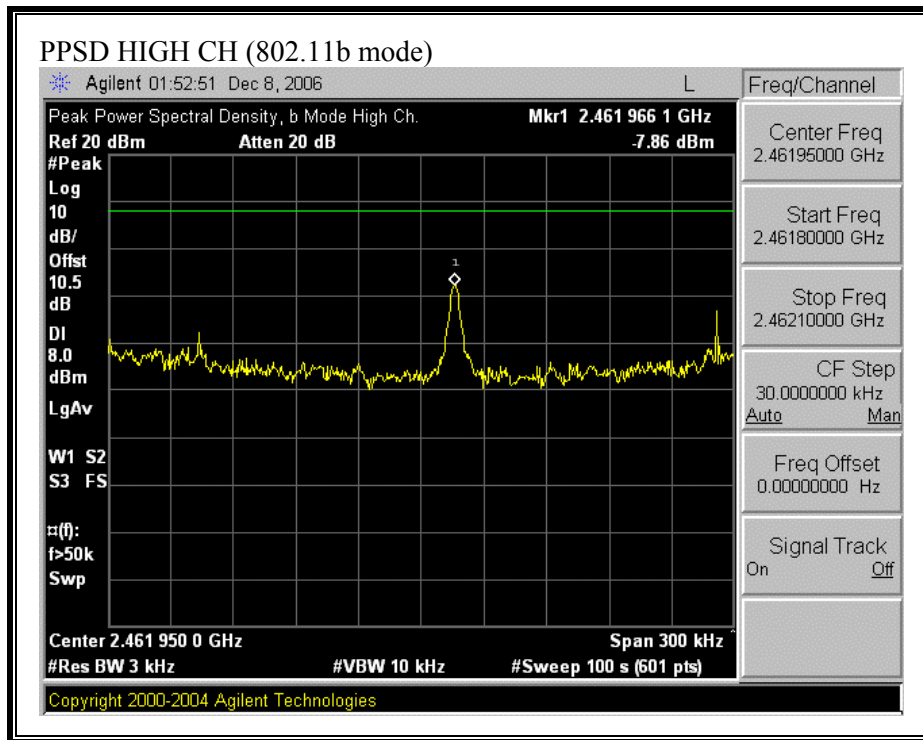 PPSD HIGH CH (802.11b mode)
Agilent 01:52:51 Dec 8, 2006 L
Peak Power Spectral Density, b Mode High Ch. Mkr1 2.461 966 1 GHz
Ref 20 dBm Atten 20 dB -7.86 dBm
#Peak
Log
10
dB/
Offst
10.5
dB
DI
8.0
dBm
LgAv
W1 S2
S3 FS
¤(f):
f>50k
Swp
1
Center 2.461 950 0 GHz Span 300 kHz ^
#Res BW 3 kHz #VBW 10 kHz #Sweep 100 s (601 pts)
Copyright 2000-2004 Agilent Technologies
Freq/Channel
Center Freq
2.46195000 GHz
Start Freq
2.46180000 GHz
Stop Freq
2.46210000 GHz
CF Step
30.0000000 kHz
Auto Man
Freq Offset
0.00000000 Hz
Signal Track
On Off